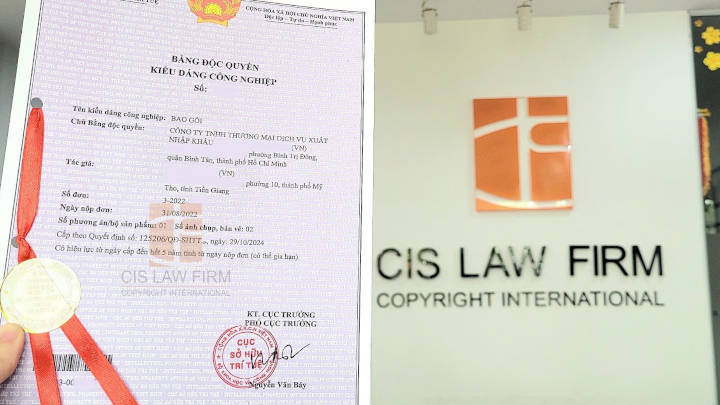 CỘNG HÒA XÃ HỘI CHỦ NGHĨA VIỆT NAM
Độc lập - Tự do - Hạnh phúc
BẰNG ĐỘC QUYỀN
KIỂU DÁNG CÔNG NGHIỆP
Số:
Tên kiểu dáng công nghiệp: BAO GÓI
Chủ Bằng độc quyền: CÔNG TY TNHH THƯƠNG MẠI DỊCH VỤ XUẤT
NHẬP KHẨU (VN)
phường Bình Trị Đông,
quận Bình Tân, thành phố Hồ Chí Minh
Tác giả: (VN)
phường 10, thành phố Mỹ
Tho, tỉnh Tiền Giang
Số đơn: 3-2022
Ngày nộp đơn: 31/08/2022
Số phương án/bộ sản phẩm: 01 Số ảnh chụp, bản vẽ: 02
Cấp theo Quyết định số: 125206/QĐ-SHTT, ngày: 29/10/2024
Có hiệu lực từ ngày cấp đến hết 5 năm tính từ ngày nộp đơn (có thể gia hạn)
CIS LAW FIRM
COPYRIGHT INTERNATIONAL
KT. CỤC TRƯỞNG
PHÓ CỤC TRƯỞNG
CỤC
SỞ HỮU
TRÍ TUỆ
Nguyễn Văn Bảy
CIS LAW FIRM
COPYRIGHT INTERNATIONAL